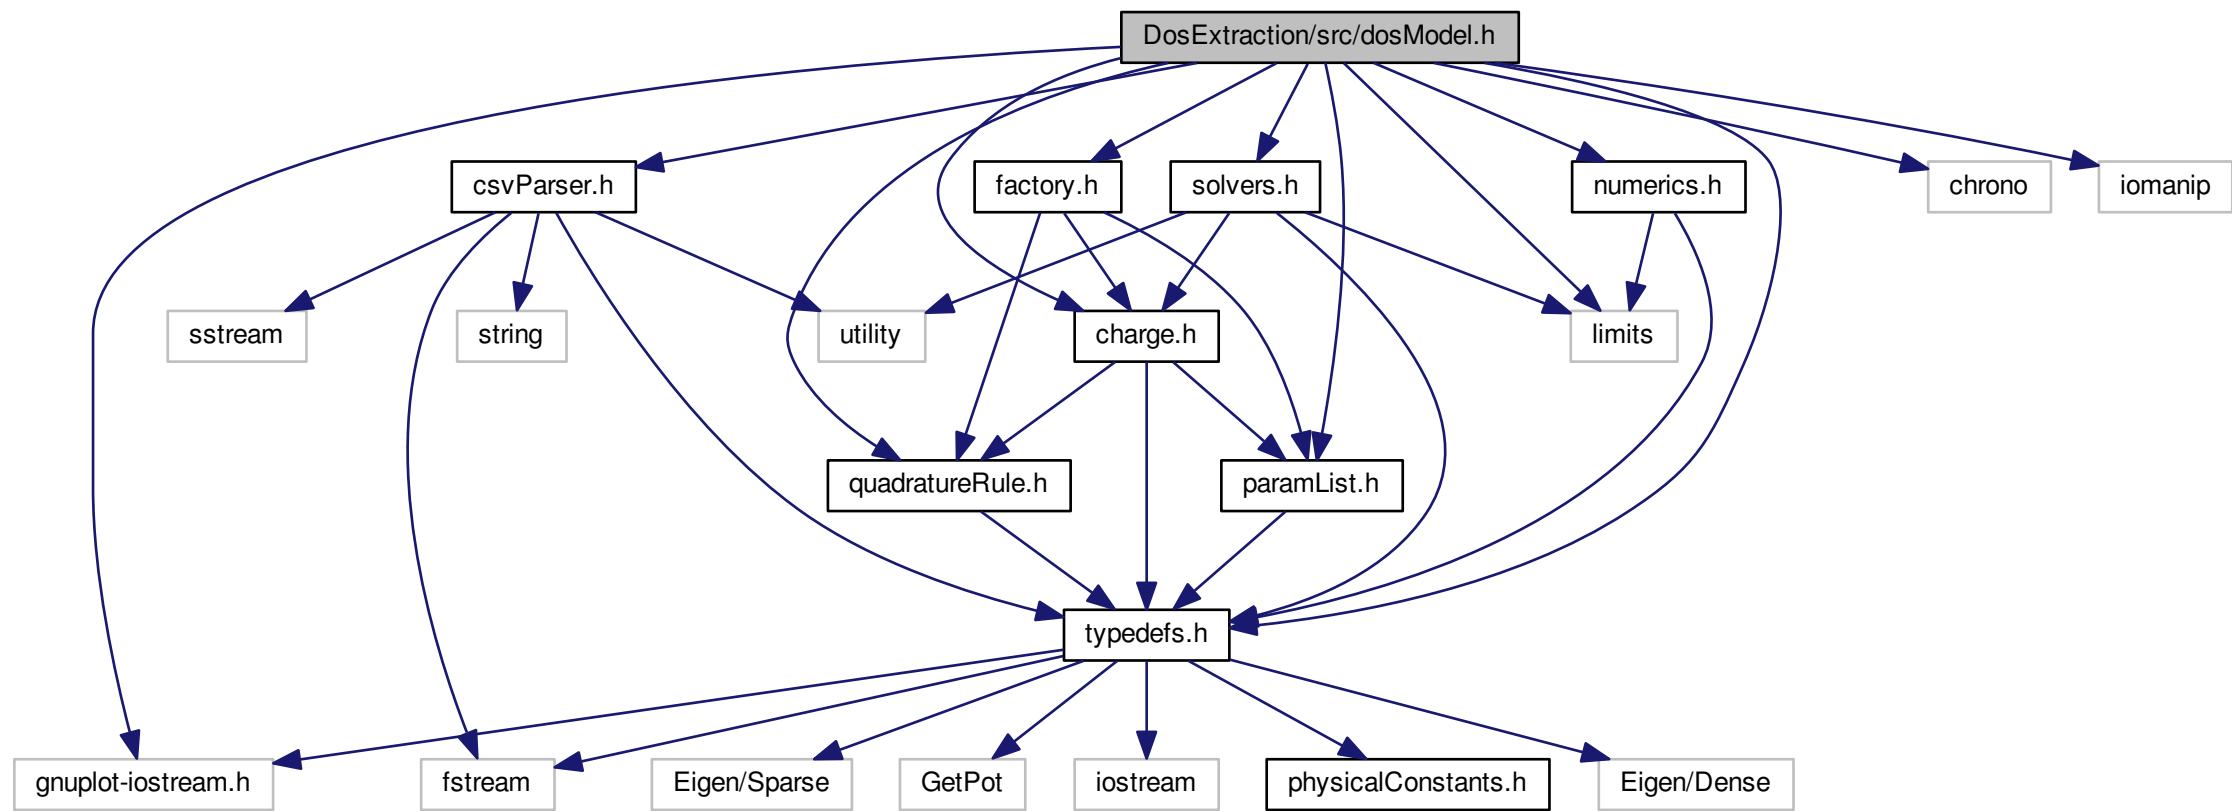 DosExtraction/src/dosModel.h
csvParser.h
factory.h
solvers.h
numerics.h
chrono
iomanip
sstream
string
utility
charge.h
limits
quadratureRule.h
paramList.h
typedefs.h
gnuplot-iostream.h
fstream
Eigen/Sparse
GetPot
iostream
physicalConstants.h
Eigen/Dense